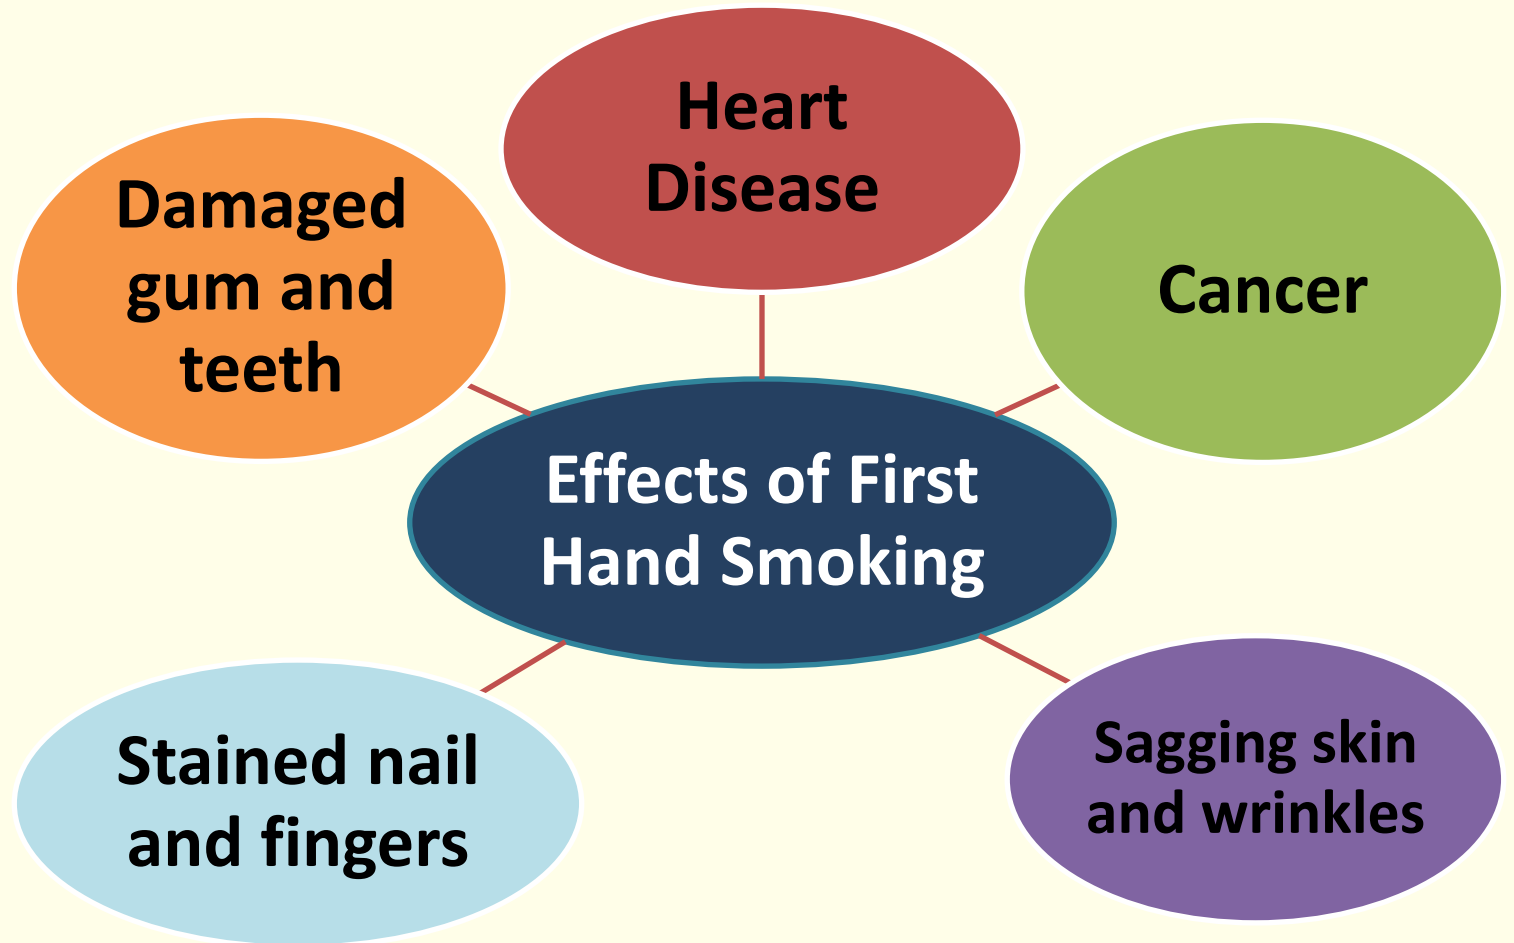 Heart
Disease
Damaged
gum and
teeth
Cancer
Effects of First
Hand Smoking
Stained nail
and fingers
Sagging skin
and wrinkles